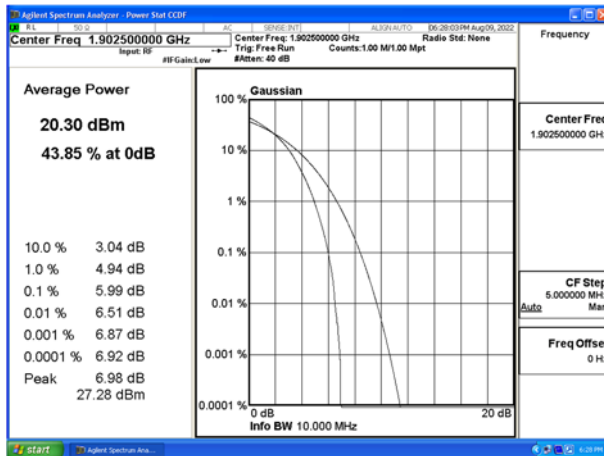 Agilent Spectrum Analyzer - Power Stat CCDF
RL 50 Ω AC SENSE:INT ALIGN AUTO 06:28:03 PM Aug 09, 2022
Center Freq 1.902500000 GHz
Input: RF
#IFGain:Low
Center Freq: 1.902500000 GHz
Trig: Free Run Counts:1.00 M/1.00 Mpt
#Atten: 40 dB
Radio Std: None
Frequency
Center Freq
1.902500000 GHz
CF Step
5.000000 MHz
Auto Man
Freq Offset
0 Hz
Average Power
20.30 dBm
43.85 % at 0dB
10.0 % 3.04 dB
1.0 % 4.94 dB
0.1 % 5.99 dB
0.01 % 6.51 dB
0.001 % 6.87 dB
0.0001 % 6.92 dB
Peak 6.98 dB
27.28 dBm
Gaussian
100 %
10 %
1 %
0.1 %
0.01 %
0.001 %
0.0001 %
0 dB 20 dB
Info BW 10.000 MHz
start Agilent Spectrum Ana... 6:28 PM